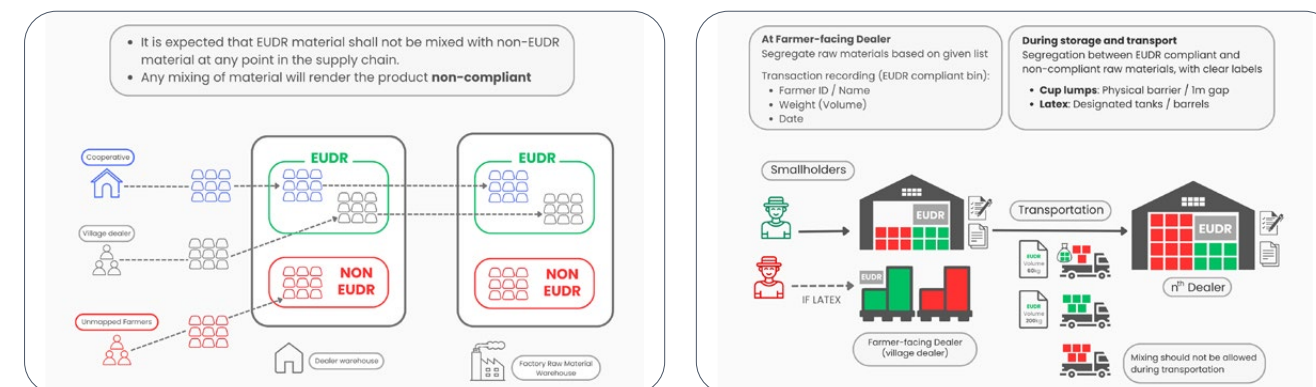 • It is expected that EUDR material shall not be mixed with non-EUDR
material at any point in the supply chain.
• Any mixing of material will render the product non-compliant
Cooperative
Village dealer
Unmapped Farmers
EUDR
NON
EUDR
Dealer warehouse
EUDR
NON
EUDR
Factory Raw Material
Warehouse
At Farmer-facing Dealer
Segregate raw materials based on given list
Transaction recording (EUDR compliant bin):
• Farmer ID / Name
• Weight (Volume)
• Date
During storage and transport
Segregation between EUDR compliant and
non-compliant raw materials, with clear labels
• Cup lumps: Physical barrier / 1m gap
• Latex: Designated tanks / barrels
Smallholders
EUDR
Transportation
EUDR
EUDR
Volume
60kg
EUDR
IF LATEX
nth Dealer
EUDR
Volume
200kg
Farmer-facing Dealer
(village dealer)
Mixing should not be allowed
during transportation